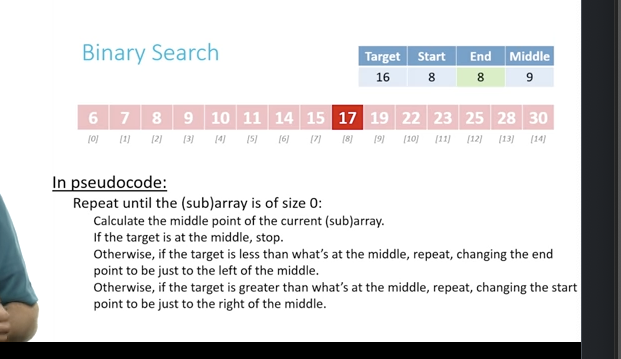 Binary Search
Target Start End Middle
16 8 8 9
6 7 8 9 10 11 14 15 17 19 22 23 25 28 30
[0] [1] [2] [3] [4] [5] [6] [7] [8] [9] [10] [11] [12] [13] [14]
In pseudocode:
Repeat until the (sub)array is of size 0:
Calculate the middle point of the current (sub)array.
If the target is at the middle, stop.
Otherwise, if the target is less than what's at the middle, repeat, changing the end
point to be just to the left of the middle.
Otherwise, if the target is greater than what's at the middle, repeat, changing the start
point to be just to the right of the middle.